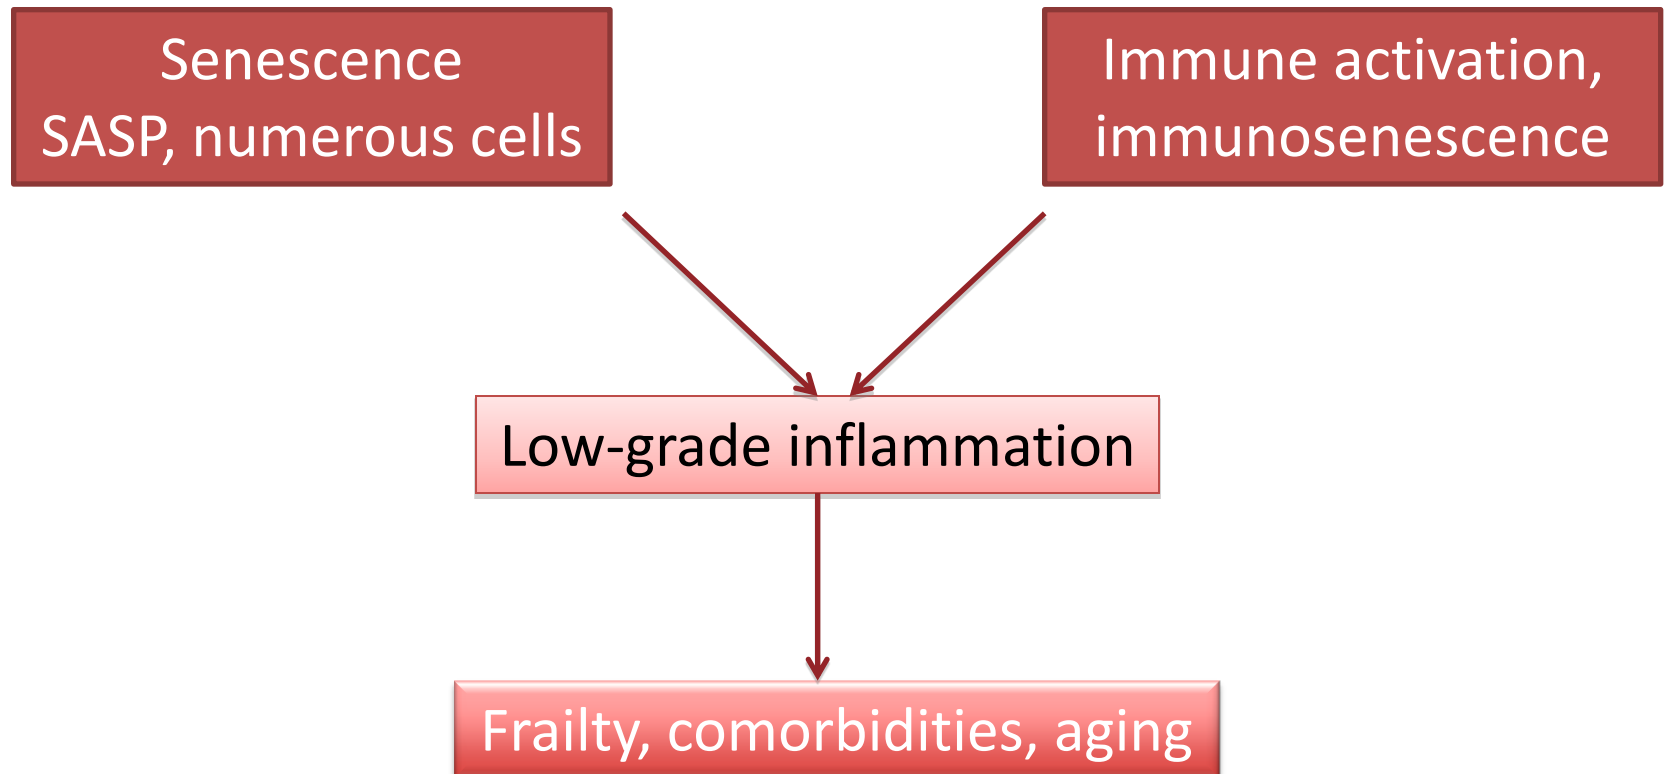 Senescence
SASP, numerous cells
Immune activation,
immunosenescence
Low-grade inflammation
Frailty, comorbidities, aging